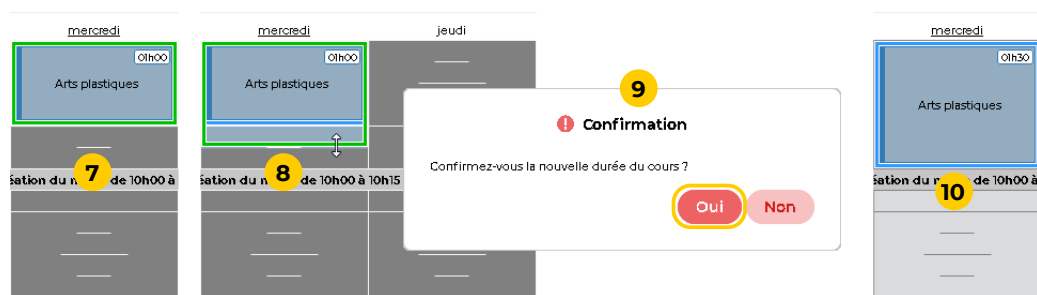 mercredi
01h00
Arts plastiques
7
éation du m de 10h00 à
mercredi
jeudi
01h00
Arts plastiques
8
éation du m de 10h00 à 10h15
9
Confirmation
Confirmez-vous la nouvelle durée du cours ?
Oui
Non
mercredi
01h30
Arts plastiques
10
éation du de 10h00 à